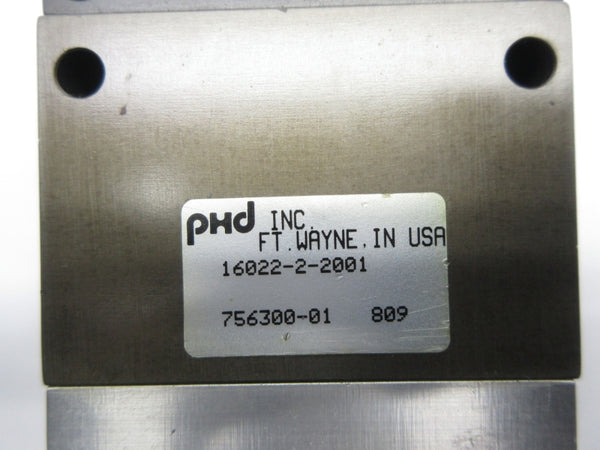 PHD INC.
FT. WAYNE, IN USA
16022-2-2001
756300-01 809